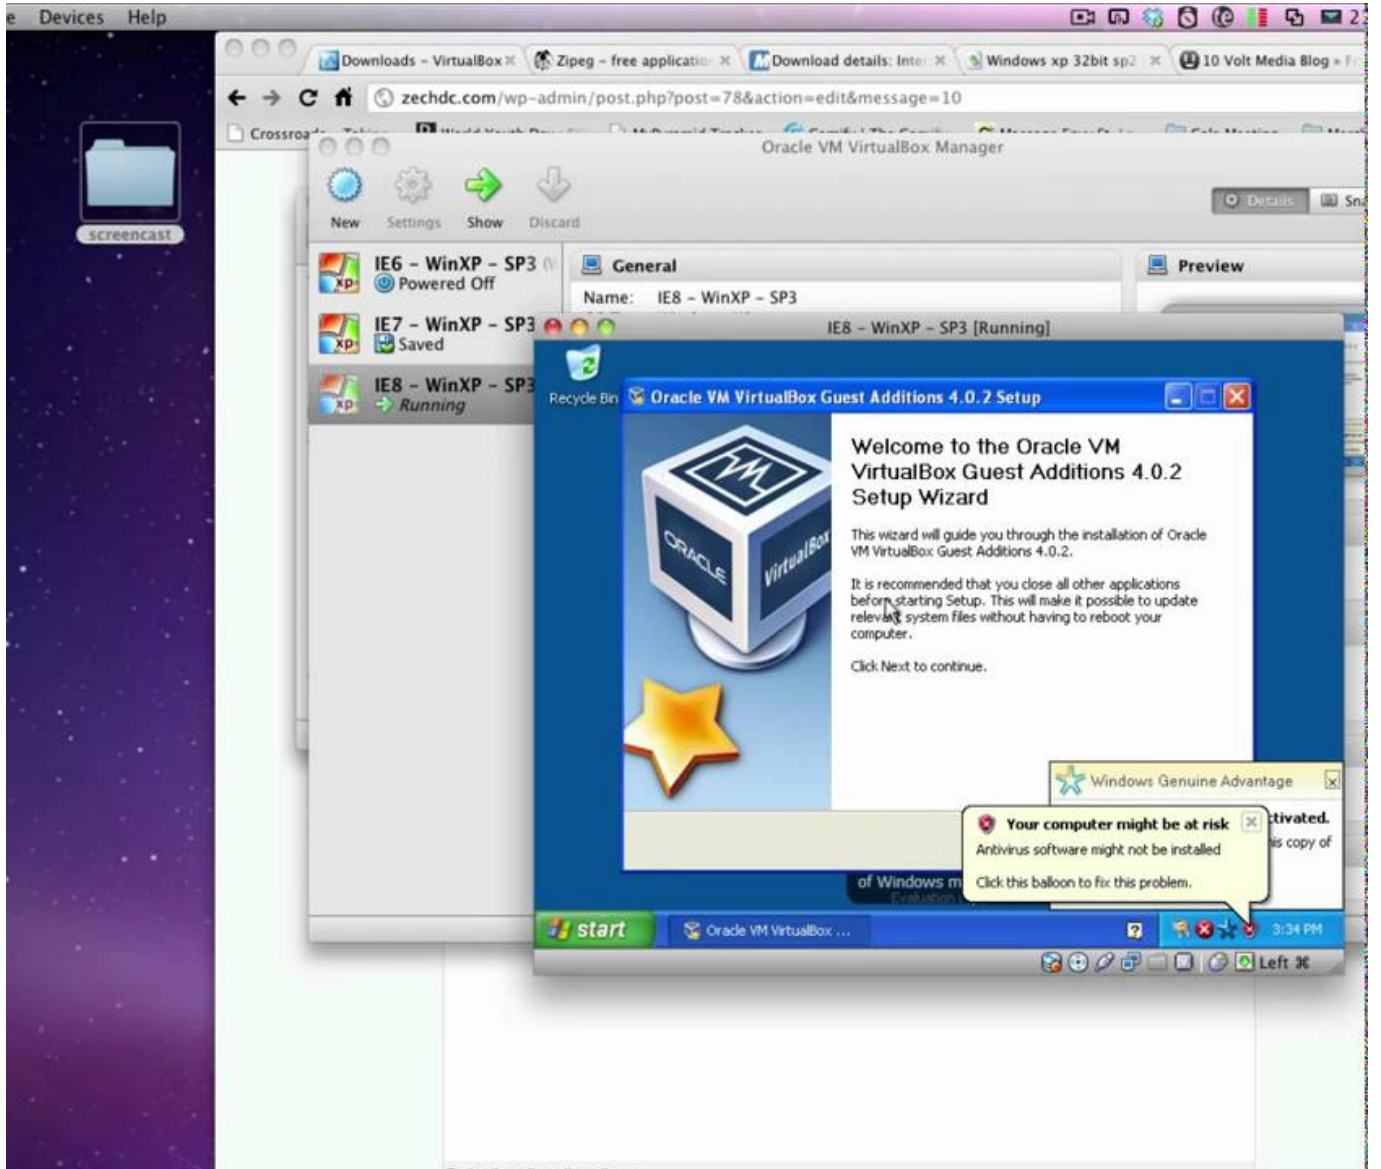 Devices Help
Downloads – VirtualBox
Zipeg – free applicatio
Download details: Inte
Windows xp 32bit sp2
10 Volt Media Blog »
zechdc.com/wp-admin/post.php?post=78&action=edit&message=10
Oracle VM VirtualBox Manager
New
Settings
Show
Discard
Details
Sna
screencast
IE6 – WinXP – SP3
Powered Off
IE7 – WinXP – SP3
Saved
IE8 – WinXP – SP3
Running
General
Name: IE8 – WinXP – SP3
Preview
IE8 – WinXP – SP3 [Running]
Recycle Bin
Oracle VM VirtualBox Guest Additions 4.0.2 Setup
ORACLE
VirtualBox
Welcome to the Oracle VM
VirtualBox Guest Additions 4.0.2
Setup Wizard
This wizard will guide you through the installation of Oracle
VM VirtualBox Guest Additions 4.0.2.
It is recommended that you close all other applications
before starting Setup. This will make it possible to update
relevant system files without having to reboot your
computer.
Click Next to continue.
Windows Genuine Advantage
tivated.
is copy of
Your computer might be at risk
Antivirus software might not be installed
Click this balloon to fix this problem.
of Windows m
Evaluation
start
Oracle VM VirtualBox ...
3:34 PM
Left ⌘